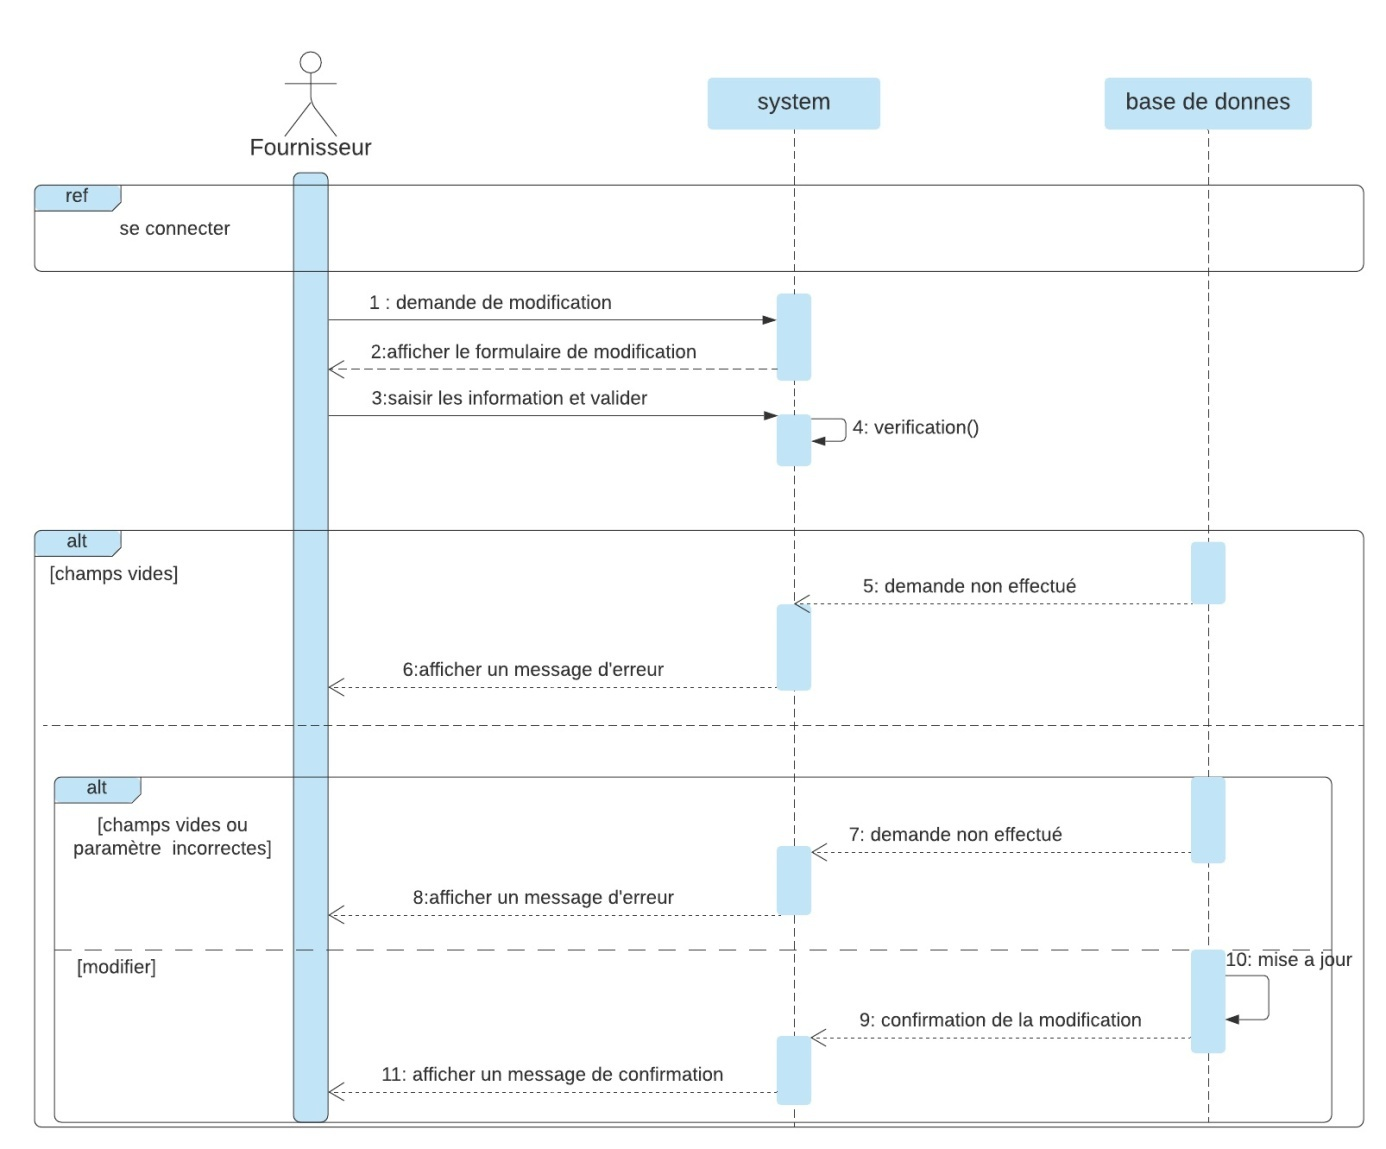 Fournisseur
system
base de donnes
ref
se connecter
1 : demande de modification
2:afficher le formulaire de modification
3:saisir les information et valider
4: verification()
alt
[champs vides]
5: demande non effectué
6:afficher un message d'erreur
alt
[champs vides ou
paramètre  incorrectes]
7: demande non effectué
8:afficher un message d'erreur
[modifier]
10: mise a jour
9: confirmation de la modification
11: afficher un message de confirmation